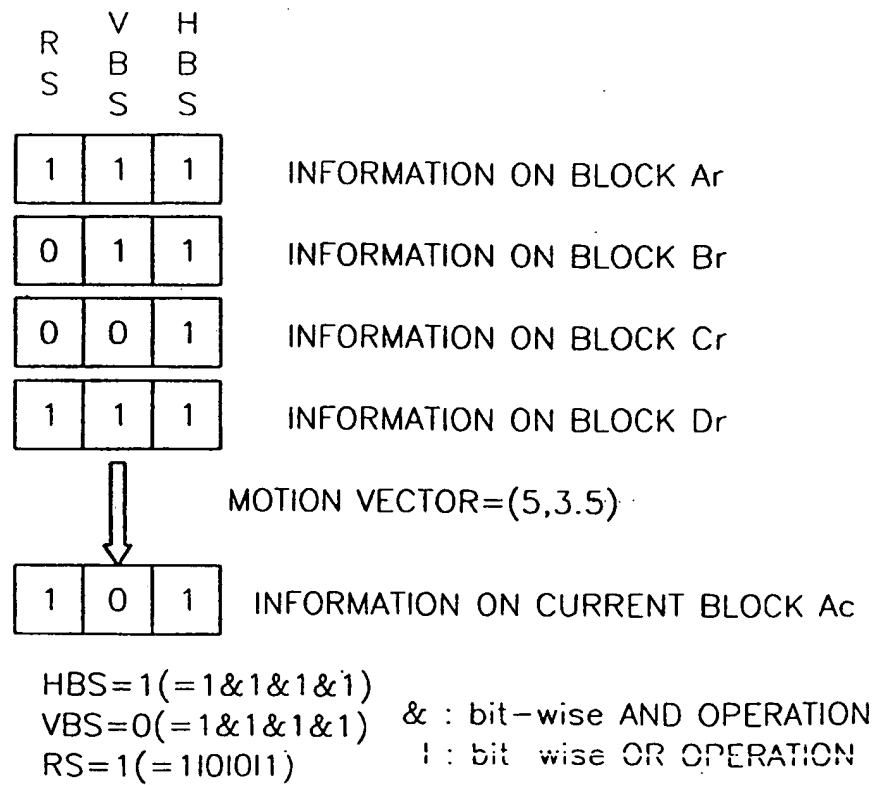 RS VBS HBS
1 1 1 INFORMATION ON BLOCK Ar
0 1 1 INFORMATION ON BLOCK Br
0 0 1 INFORMATION ON BLOCK Cr
1 1 1 INFORMATION ON BLOCK Dr
MOTION VECTOR=(5,3.5)
1 0 1 INFORMATION ON CURRENT BLOCK Ac
HBS=1(=1&1&1&1)
VBS=0(=1&1&1&1) & : bit-wise AND OPERATION
RS=1(=1|0|0|1) | : bit wise OR OPERATION